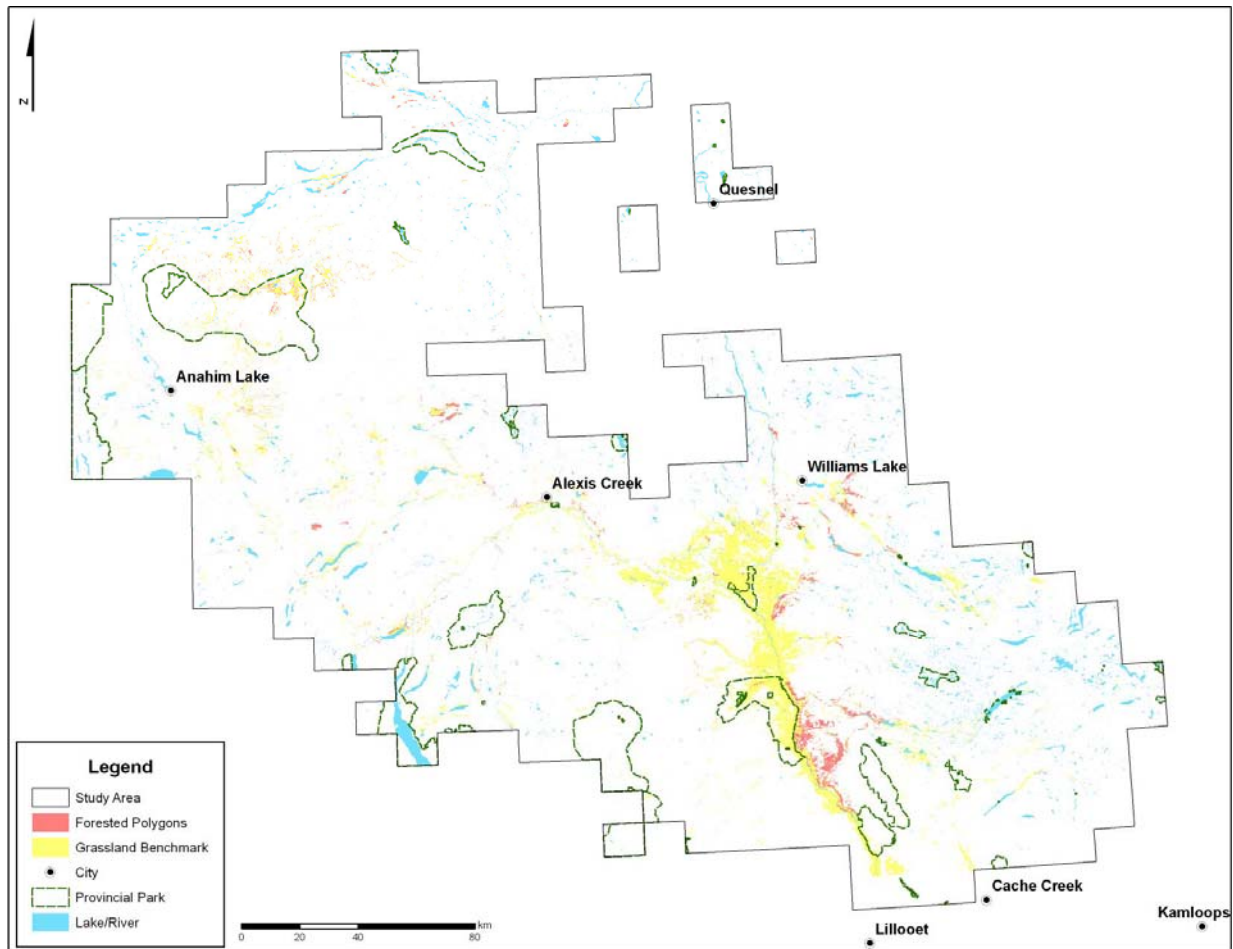 N
Quesnel
Anahim Lake
Williams Lake
Alexis Creek
Legend
Study Area
Forested Polygons
Grassland Benchmark
City
Provincial Park
Lake/River
km
0 20 40 80
Cache Creek
Kamloops
Lillooet